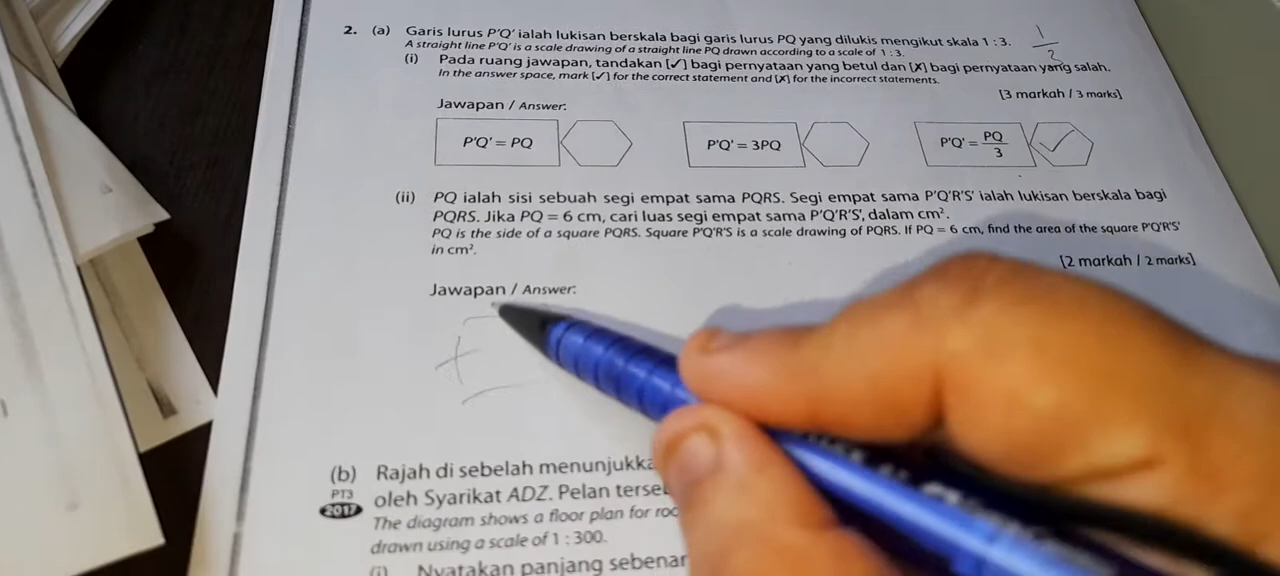 2. (a) Garis lurus P'Q' ialah lukisan berskala bagi garis lurus PQ yang dilukis mengikut skala 1 : 3.
A straight line P'Q' is a scale drawing of a straight line PQ drawn according to a scale of 1 : 3.
(i) Pada ruang jawapan, tandakan [✓] bagi pernyataan yang betul dan [✗] bagi pernyataan yang salah.
In the answer space, mark [✓] for the correct statement and [✗] for the incorrect statements.
[3 markah / 3 marks]
Jawapan / Answer:
P'Q' = PQ
P'Q' = 3PQ
P'Q' = PQ/3 ✓
(ii) PQ ialah sisi sebuah segi empat sama PQRS. Segi empat sama P'Q'R'S' ialah lukisan berskala bagi
PQRS. Jika PQ = 6 cm, cari luas segi empat sama P'Q'R'S', dalam cm².
PQ is the side of a square PQRS. Square P'Q'R'S is a scale drawing of PQRS. If PQ = 6 cm, find the area of the square P'Q'R'S'
in cm².
[2 markah / 2 marks]
Jawapan / Answer:
(b) Rajah di sebelah menunjukka
PT3
2017
oleh Syarikat ADZ. Pelan terse
The diagram shows a floor plan for
drawn using a scale of 1 : 300.
(i) Nyatakan panjang sebenar